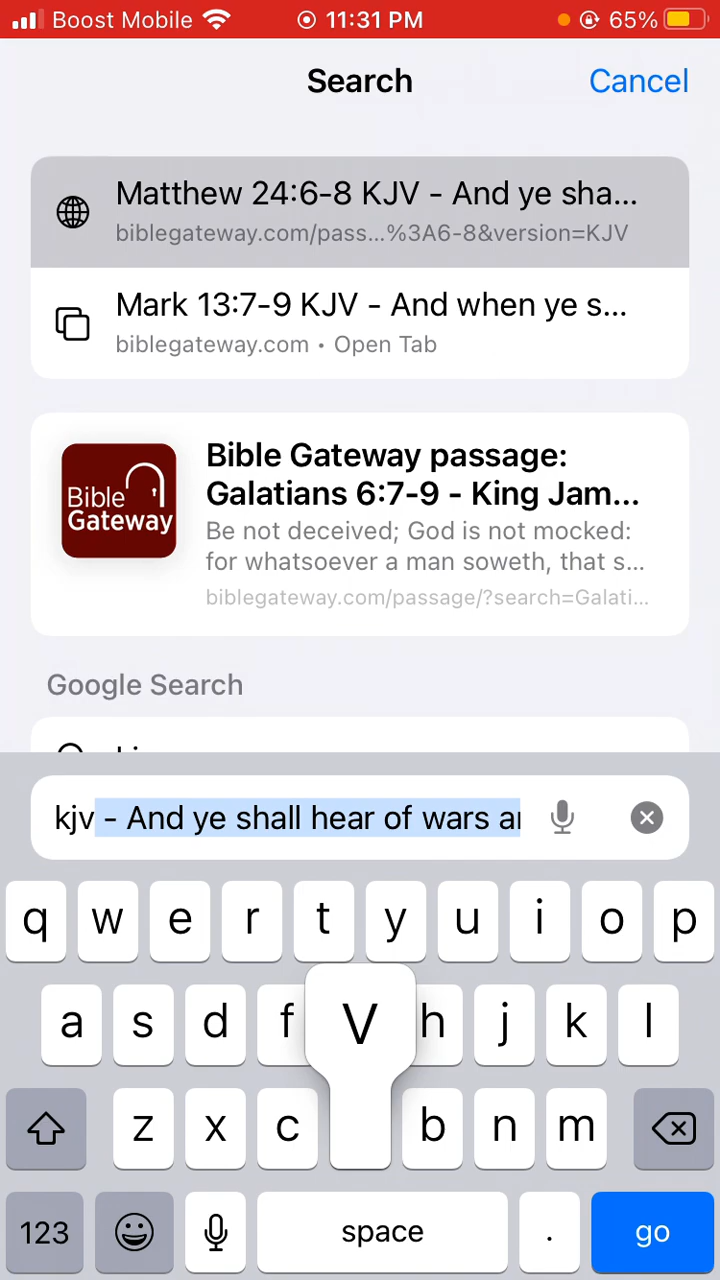 Boost Mobile 11:31 PM 65%
Search Cancel
Matthew 24:6-8 KJV - And ye sha...
biblegateway.com/pass...%3A6-8&version=KJV
Mark 13:7-9 KJV - And when ye s...
biblegateway.com • Open Tab
Bible Gateway
Bible Gateway passage:
Galatians 6:7-9 - King Jam...
Be not deceived; God is not mocked:
for whatsoever a man soweth, that s...
biblegateway.com/passage/?search=Galati...
Google Search
kjv - And ye shall hear of wars
q w e r t y u i o p
a s d f V h j k l
z x c b n m
123 space . go